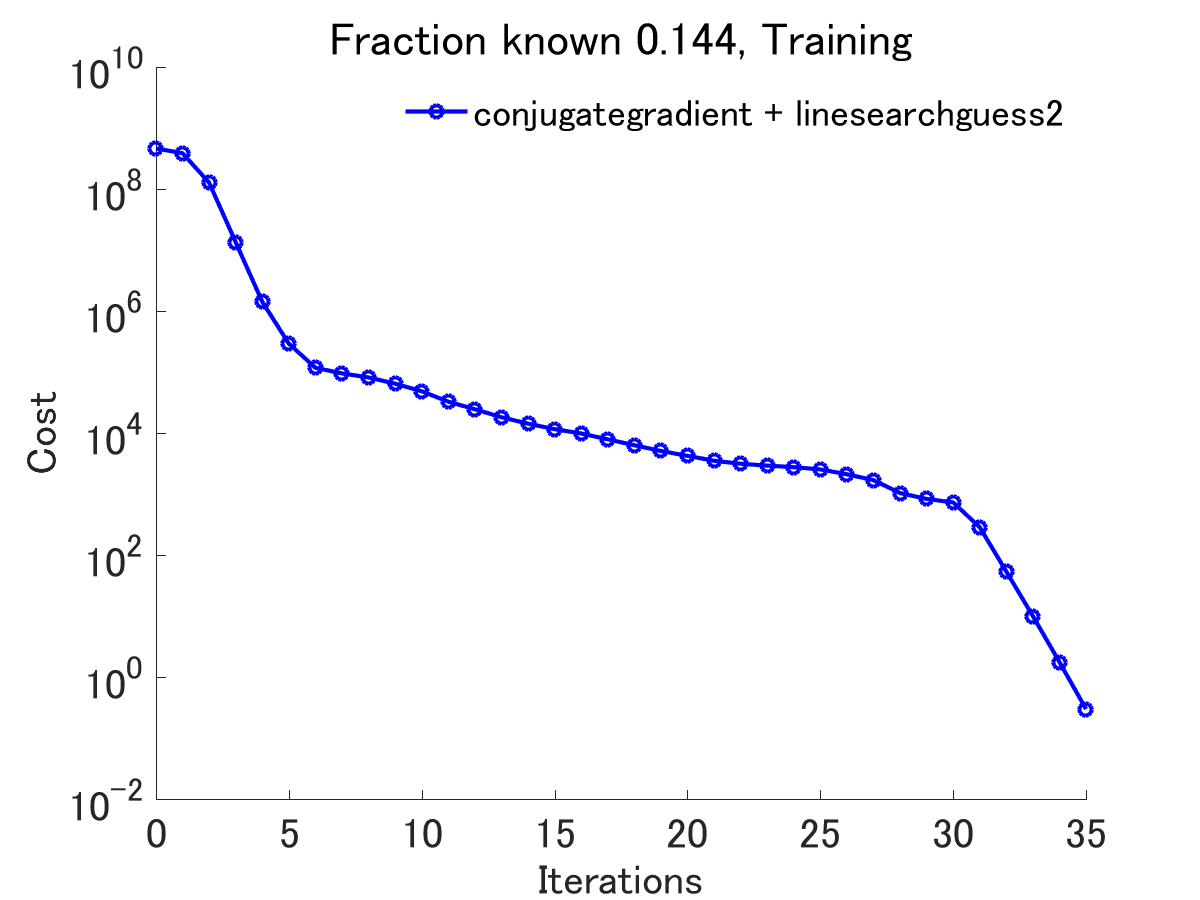 Fraction known 0.144, Training
conjugategradient + linesearchguess2
10^10
10^8
10^6
10^4
10^2
10^0
10^-2
Cost
0 5 10 15 20 25 30 35
Iterations